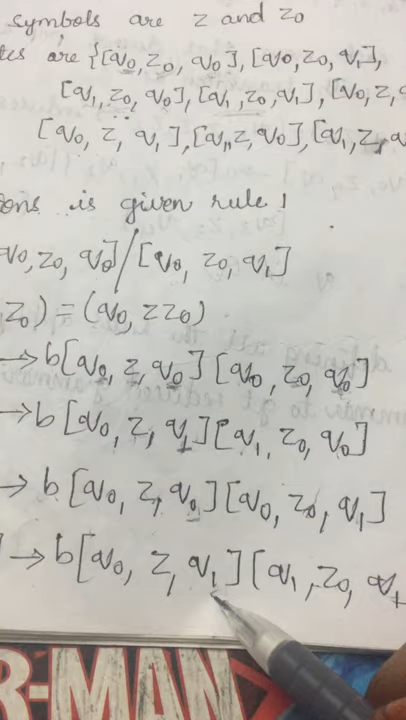 symbols are z and z0
tes are {[q0, z0, q0], [q0, z0, q1],
[q1, z0, q0], [q1, z0, q1], [q0, z,
[q0, z, q1], [q1, z, q0], [q1, z, q
ons is given rule 1
q0, z0, q0]/[q0, z0, q1]
z0) = (q0, zz0)
→ b[q0, z, q0][q0, z0, q0]
→ b[q0, z, q1][q1, z0, q0]
→ b[q0, z, q0][q0, z0, q1]
→ b[q0, z, q1][q1, z0, q1
R-MAN